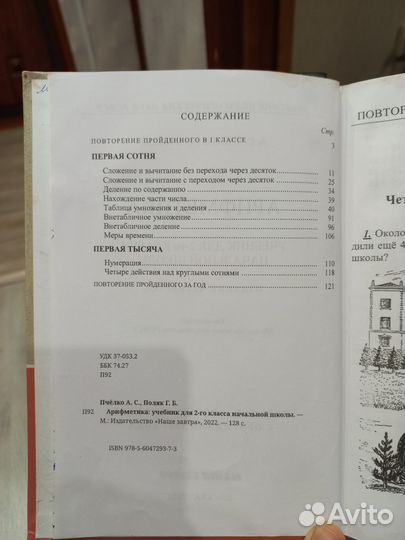 СОДЕРЖАНИЕ
Стр.
ПОВТОРЕНИЕ ПРОЙДЕННОГО В I КЛАССЕ 3
ПЕРВАЯ СОТНЯ
Сложение и вычитание без перехода через десяток 11
Сложение и вычитание с переходом через десяток 25
Деление по содержанию 34
Нахождение части числа 39
Таблица умножения и деления 40
Внетабличное умножение 91
Внетабличное деление 96
Меры времени 106
ПЕРВАЯ ТЫСЯЧА
Нумерация 110
Четыре действия над круглыми сотнями 118
ПОВТОРЕНИЕ ПРОЙДЕННОГО ЗА ГОД 121
УДК 37-053.2
ББК 74.27
П92
Пчёлко А. С., Поляк Г. Б.
П92 Арифметика: учебник для 2-го класса начальной школы. —
М.: Издательство «Наше завтра», 2022. — 128 с.
ISBN 978-5-6047293-7-3
ПОВТОР
Чет
1. Около
дили ещё 4
школы?
Avito